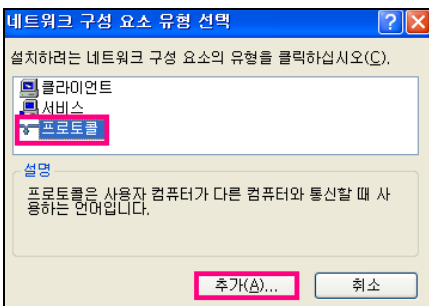 네트워크 구성 요소 유형 선택
설치하려는 네트워크 구성 요소의 유형을 클릭하십시오(C).
클라이언트
서비스
프로토콜
설명
프로토콜은 사용자 컴퓨터가 다른 컴퓨터와 통신할 때 사
용하는 언어입니다.
추가(A)... 취소